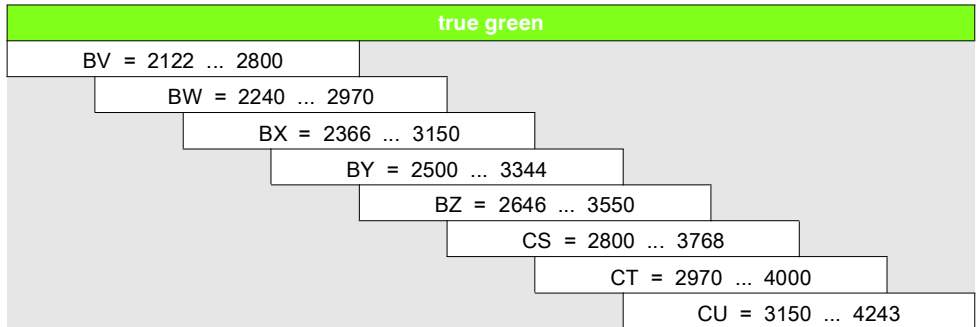 true green
BV = 2122 ... 2800
BW = 2240 ... 2970
BX = 2366 ... 3150
BY = 2500 ... 3344
BZ = 2646 ... 3550
CS = 2800 ... 3768
CT = 2970 ... 4000
CU = 3150 ... 4243